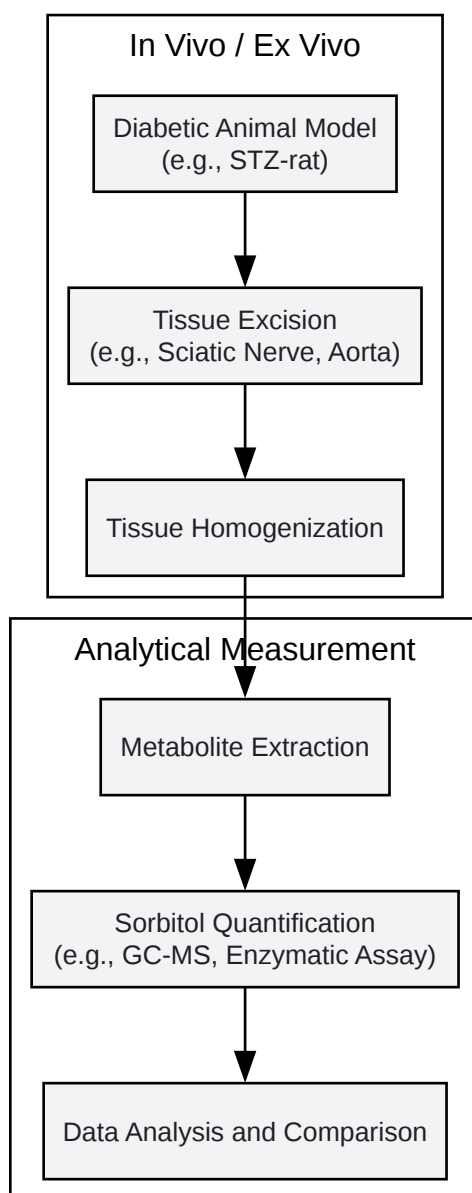 In Vivo / Ex Vivo
Diabetic Animal Model
(e.g., STZ-rat)
Tissue Excision
(e.g., Sciatic Nerve, Aorta)
Tissue Homogenization
Analytical Measurement
Metabolite Extraction
Sorbitol Quantification
(e.g., GC-MS, Enzymatic Assay)
Data Analysis and Comparison